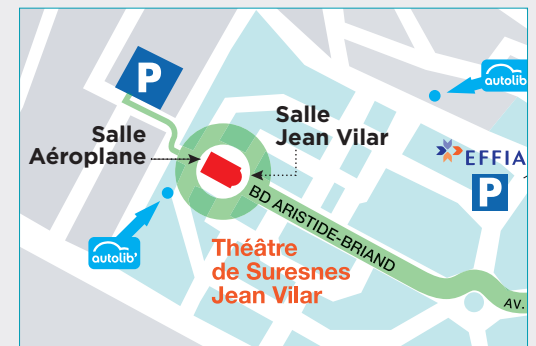 P
autolib'
Salle
Aéroplane
Salle
Jean Vilar
EFFIA
P
BD ARISTIDE-BRIAND
autolib'
Théâtre
de Suresnes
Jean Vilar
AV.